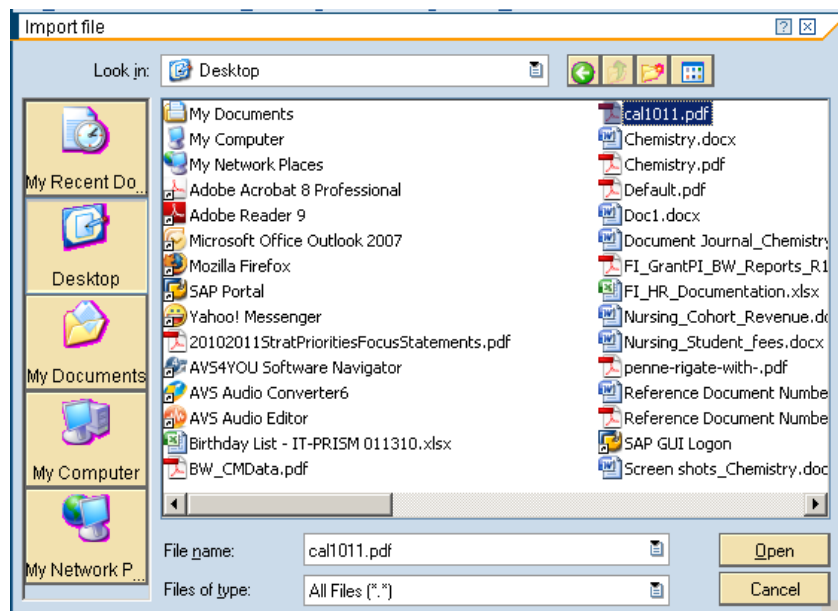 Import file
Look in:
Desktop
My Recent Do...
Desktop
My Documents
My Computer
My Network P...
My Documents
My Computer
My Network Places
Adobe Acrobat 8 Professional
Adobe Reader 9
Microsoft Office Outlook 2007
Mozilla Firefox
SAP Portal
Yahoo! Messenger
20102011StratPrioritiesFocusStatements.pdf
AVS4YOU Software Navigator
AVS Audio Converter6
AVS Audio Editor
Birthday List - IT-PRISM 011310.xlsx
BW_CMData.pdf
cal1011.pdf
Chemistry.docx
Chemistry.pdf
Default.pdf
Doc1.docx
Document Journal_Chemistry
FI_GrantPI_BW_Reports_R1
FI_HR_Documentation.xlsx
Nursing_Cohort_Revenue.do
Nursing_Student_fees.docx
penne-rigate-with-.pdf
Reference Document Numbe
Reference Document Numbe
SAP GUI Logon
Screen shots_Chemistry.doc
File name:
cal1011.pdf
Open
Files of type:
All Files (*.*)
Cancel